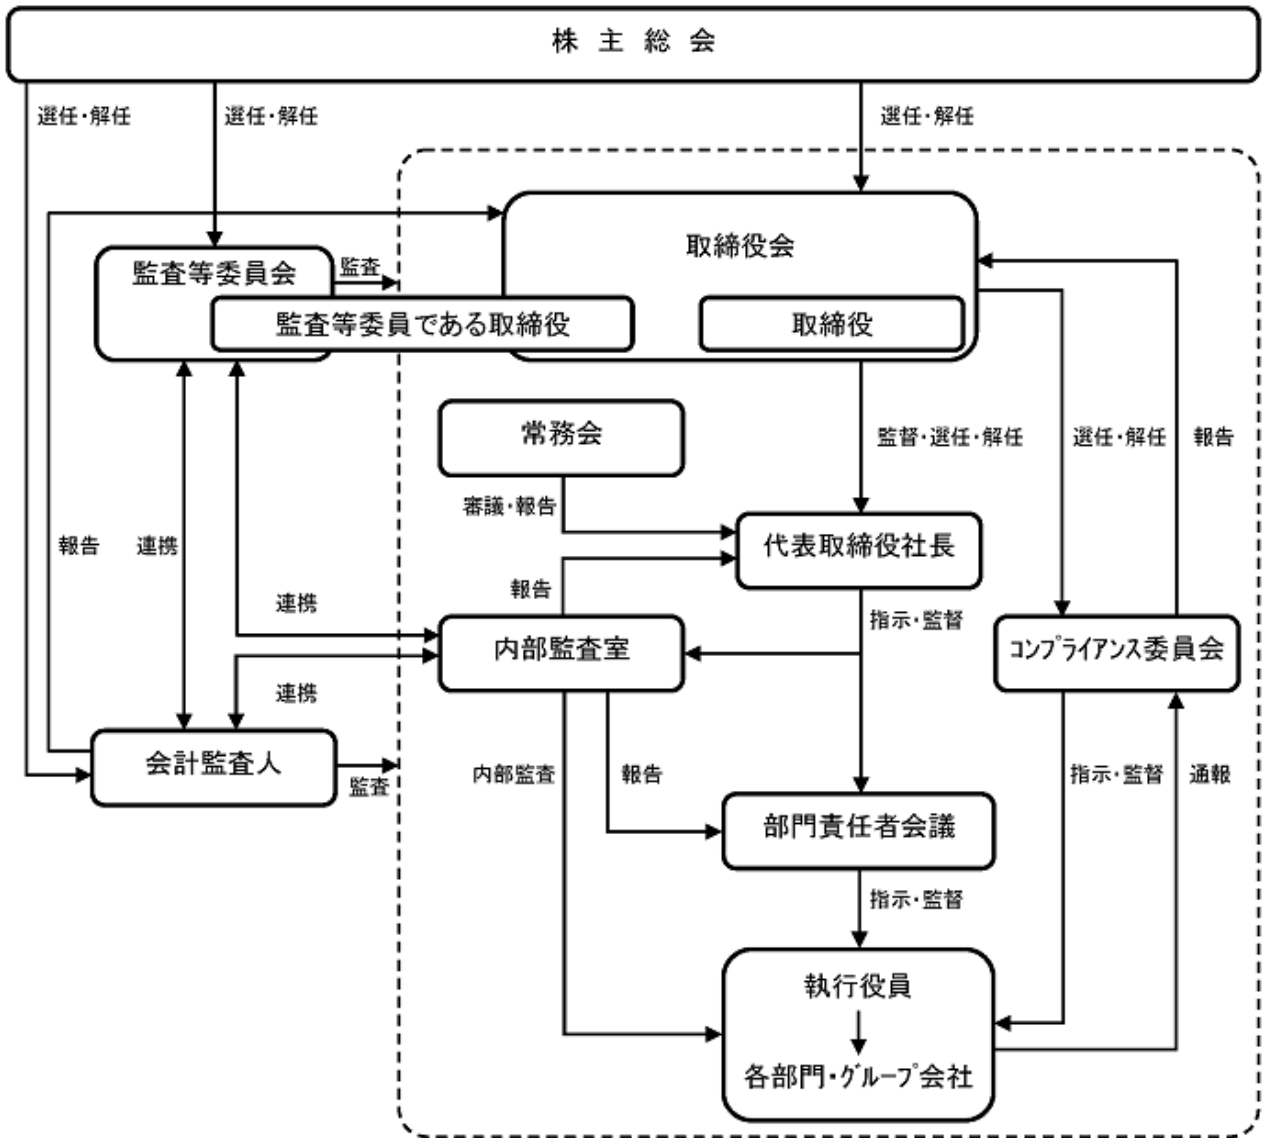 株主総会
選任・解任
選任・解任
選任・解任
取締役会
監査等委員会
監査
監査等委員である取締役
取締役
常務会
監督・選任・解任
選任・解任
報告
審議・報告
報告
連携
代表取締役社長
報告
連携
指示・監督
内部監査室
コンプライアンス委員会
連携
会計監査人
監査
内部監査
報告
指示・監督
通報
部門責任者会議
指示・監督
執行役員
各部門・グループ会社